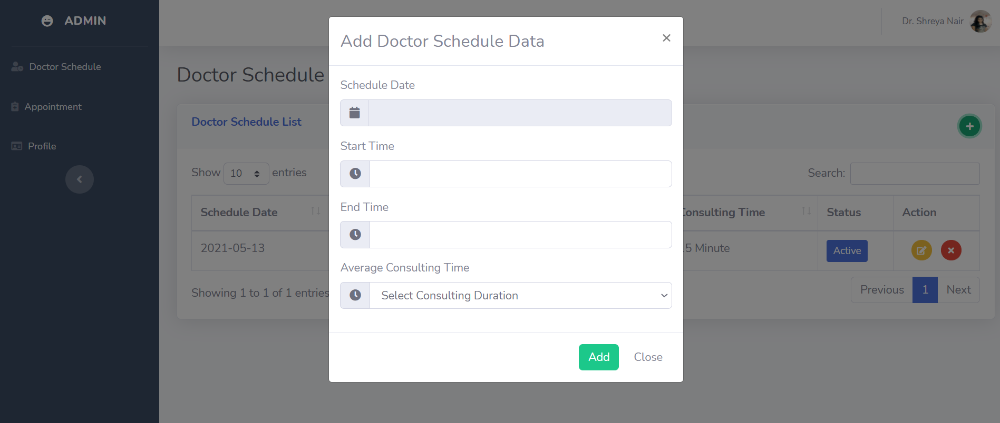 ADMIN
Doctor Schedule
Appointment
Profile
Dr. Shreya Nair
Doctor Schedule
Doctor Schedule List
Show 10 entries
Search:
Schedule Date
Consulting Time
Status
Action
2021-05-13
5 Minute
Active
Showing 1 to 1 of 1 entries
Previous
1
Next
Add Doctor Schedule Data
×
Schedule Date
Start Time
End Time
Average Consulting Time
Select Consulting Duration
Add
Close